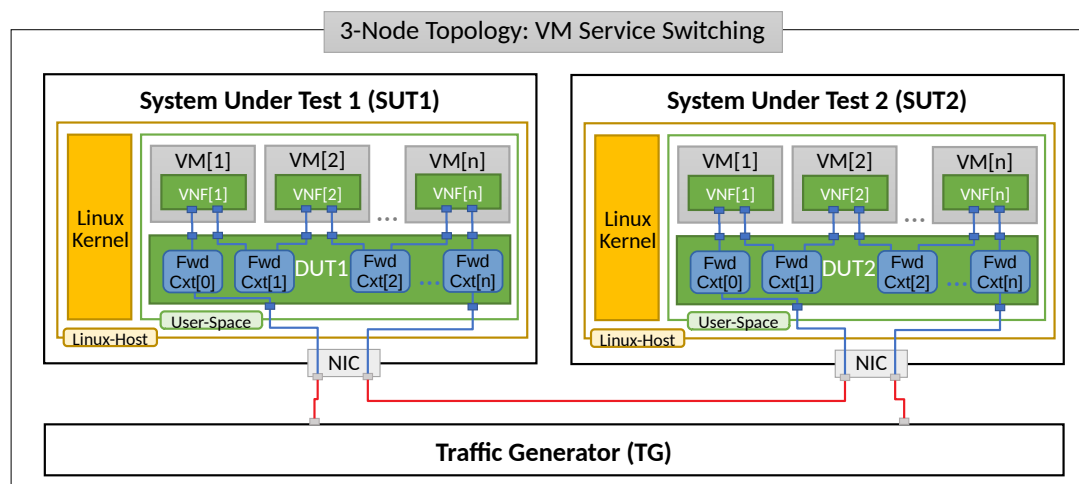 3-Node Topology: VM Service Switching
System Under Test 1 (SUT1)
Linux
Kernel
VM[1]
VNF[1]
VM[2]
VNF[2]
...
VM[n]
VNF[n]
DUT1
Fwd
Cxt[0]
Fwd
Cxt[1]
Fwd
Cxt[2]
...
Fwd
Cxt[n]
User-Space
Linux-Host
NIC
System Under Test 2 (SUT2)
Linux
Kernel
VM[1]
VNF[1]
VM[2]
VNF[2]
...
VM[n]
VNF[n]
DUT2
Fwd
Cxt[0]
Fwd
Cxt[1]
Fwd
Cxt[2]
...
Fwd
Cxt[n]
User-Space
Linux-Host
NIC
Traffic Generator (TG)